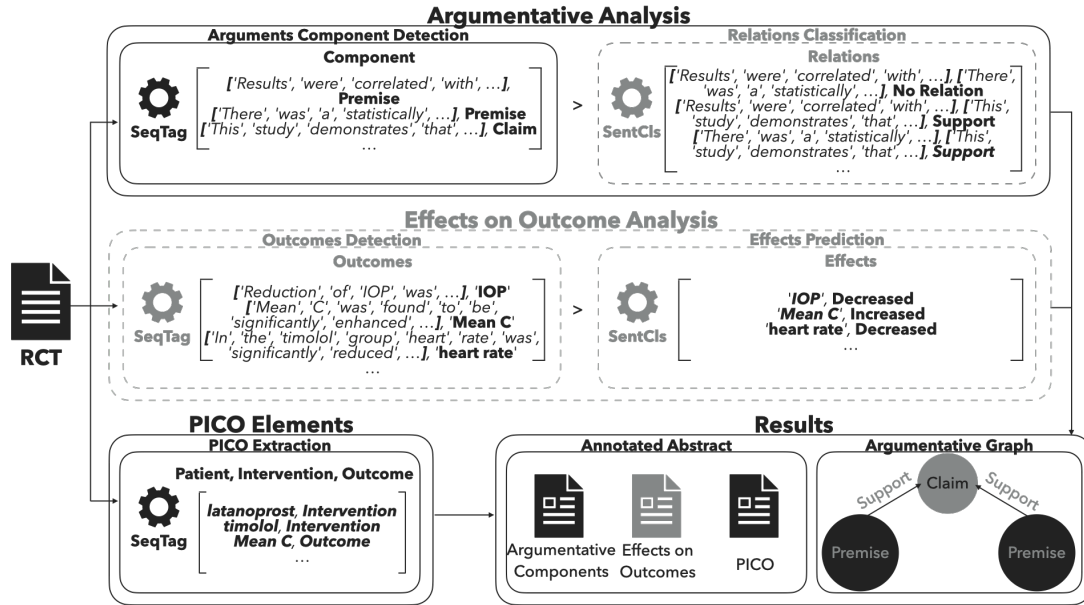 Argumentative Analysis
Arguments Component Detection
Component
SeqTag
['Results', 'were', 'correlated', 'with', …],
Premise
['There', 'was', 'a', 'statistically', …], Premise
['This', 'study', 'demonstrates', 'that', …], Claim
…
>
Relations Classification
Relations
SentCls
['Results', 'were', 'correlated', 'with', …], ['There',
'was', 'a', 'statistically', …], No Relation
['Results', 'were', 'correlated', 'with', …], ['This',
'study', 'demonstrates', 'that', …], Support
['There', 'was', 'a', 'statistically', …], ['This',
'study', 'demonstrates', 'that', …], Support
…
RCT
Effects on Outcome Analysis
Outcomes Detection
Outcomes
SeqTag
['Reduction', 'of', 'IOP', 'was', …], 'IOP'
['Mean', 'C', 'was', 'found', 'to', 'be',
'significantly', 'enhanced', …], 'Mean C'
['In', 'the', 'timolol', 'group', 'heart', 'rate', 'was',
'significantly', 'reduced', …], 'heart rate'
…
>
Effects Prediction
Effects
SentCls
'IOP', Decreased
'Mean C', Increased
'heart rate', Decreased
…
PICO Elements
PICO Extraction
Patient, Intervention, Outcome
SeqTag
latanoprost, Intervention
timolol, Intervention
Mean C, Outcome
…
Results
Annotated Abstract
Argumentative
Components
Effects on
Outcomes
PICO
Argumentative Graph
Claim
Support
Support
Premise
Premise